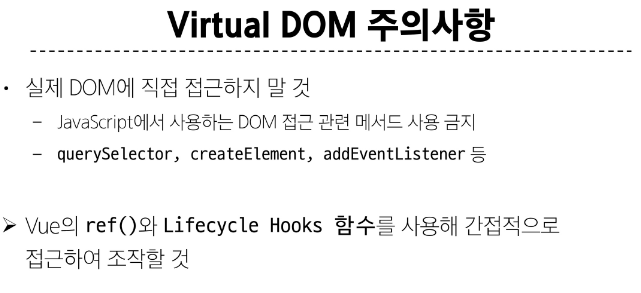 Virtual DOM 주의사항
• 실제 DOM에 직접 접근하지 말 것
– JavaScript에서 사용하는 DOM 접근 관련 메서드 사용 금지
– querySelector, createElement, addEventListener 등
➢ Vue의 ref()와 Lifecycle Hooks 함수를 사용해 간접적으로
접근하여 조작할 것